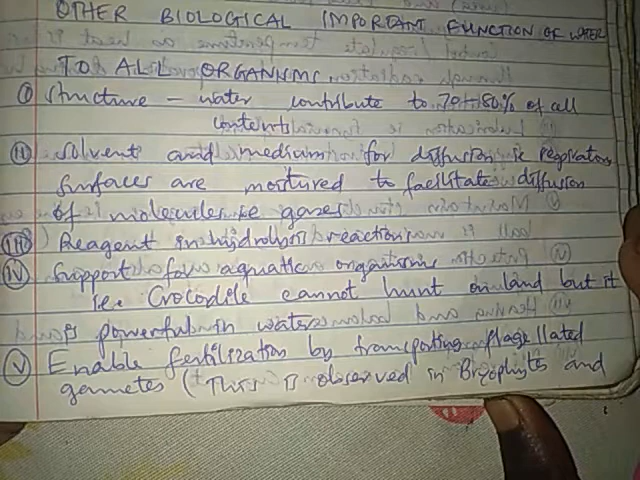 OTHER BIOLOGICAL IMPORTANT FUNCTION OF WATER
TO ALL ORGANISMS
(i) Structure - water contribute to 70-80% of cell
contents
(ii) Solvent and medium for diffusion ie respiratory
surfaces are moistured to facilitate diffusion
of molecules ie gases
(iii) Reagent in hydrolysis reaction
(iv) Support for aquatic organisms
i.e. Crocodile cannot hunt on land but it
is powerful in water
(v) Enable fertilization by transporting flagellated
gametes (This is observed in Bryophytes and